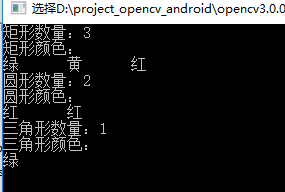 选择D:\project_opencv_android\opencv3.0.0
矩形数量：3
矩形颜色：
绿 黄 红
圆形数量：2
圆形颜色：
红 红
三角形数量：1
三角形颜色：
绿